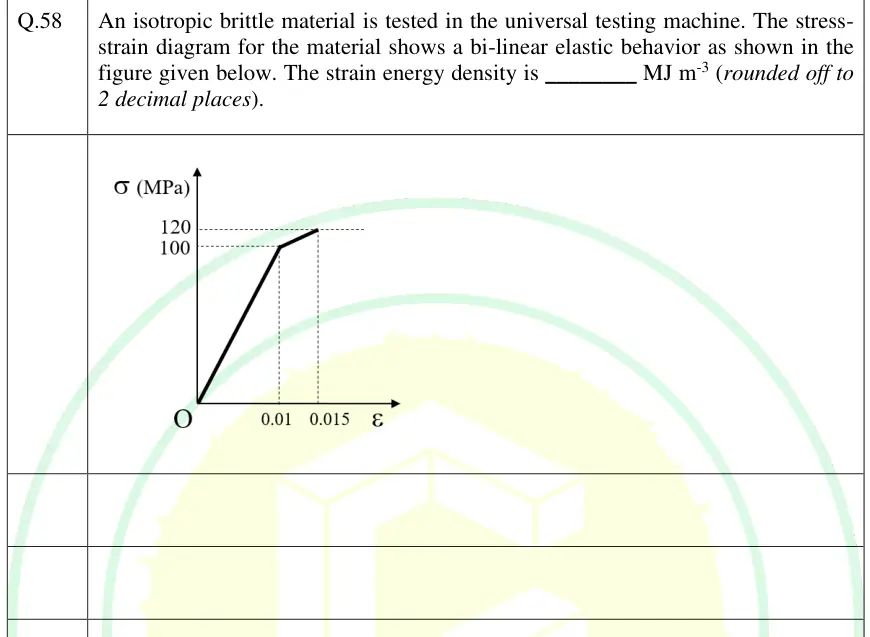 Q.58
An isotropic brittle material is tested in the universal testing machine. The stress-
strain diagram for the material shows a bi-linear elastic behavior as shown in the
figure given below. The strain energy density is ________ MJ m⁻³ (rounded off to
2 decimal places).
σ (MPa)
120
100
O
0.01 0.015 ε